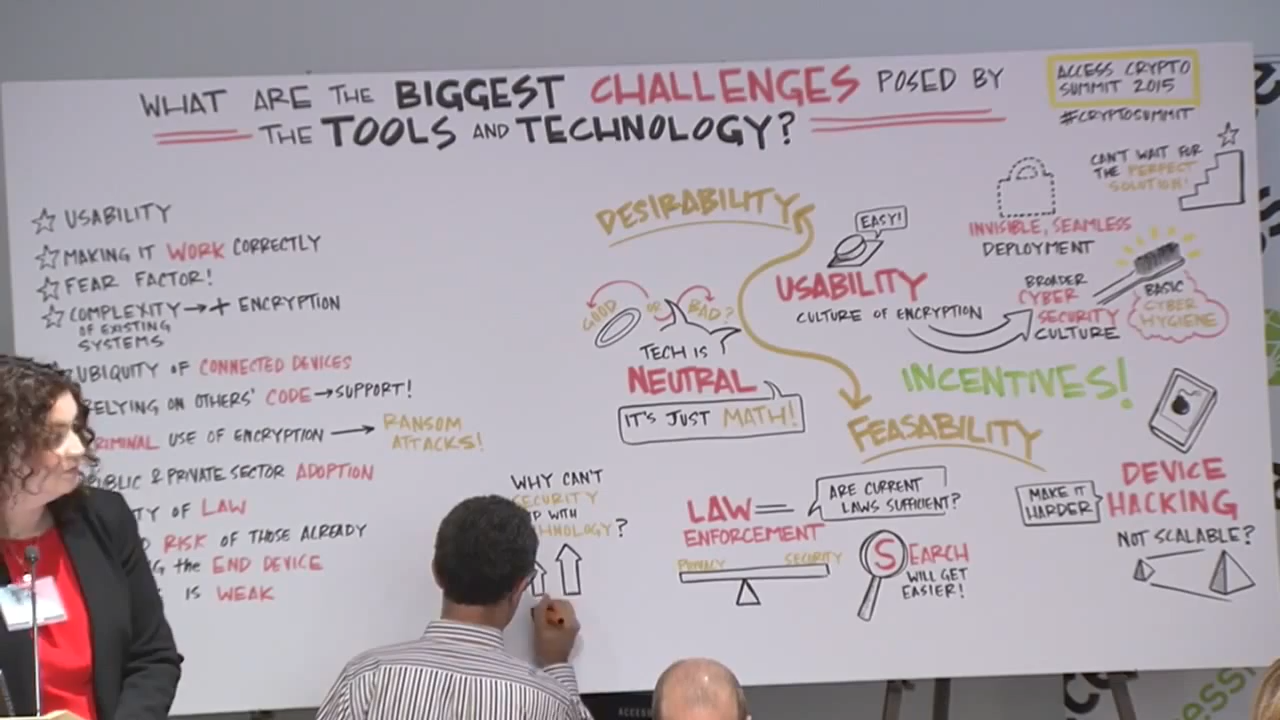 WHAT ARE THE BIGGEST CHALLENGES POSED BY
THE TOOLS AND TECHNOLOGY?
ACCESS CRYPTO
SUMMIT 2015
#CRYPTOSUMMIT
USABILITY
MAKING IT WORK CORRECTLY
FEAR FACTOR!
COMPLEXITY → + ENCRYPTION
OF EXISTING
SYSTEMS
UBIQUITY OF CONNECTED DEVICES
RELYING ON OTHERS' CODE → SUPPORT!
CRIMINAL USE OF ENCRYPTION → RANSOM
ATTACKS!
PUBLIC & PRIVATE SECTOR ADOPTION
OF LAW
RISK OF THOSE ALREADY
the END DEVICE
IS WEAK
WHY CAN'T
SECURITY
WITH
TECHNOLOGY?
DESIRABILITY
GOOD OR BAD?
TECH IS
NEUTRAL
IT'S JUST MATH!
EASY!
USABILITY
CULTURE OF ENCRYPTION
CAN'T WAIT FOR
THE PERFECT
SOLUTION!
INVISIBLE, SEAMLESS
DEPLOYMENT
BROADER
CYBER
SECURITY
CULTURE
BASIC
CYBER
HYGIENE
INCENTIVES!
FEASABILITY
LAW
ENFORCEMENT
ARE CURRENT
LAWS SUFFICIENT?
PRIVACY SECURITY
SEARCH
WILL GET
EASIER!
MAKE IT
HARDER
DEVICE
HACKING
NOT SCALABLE?